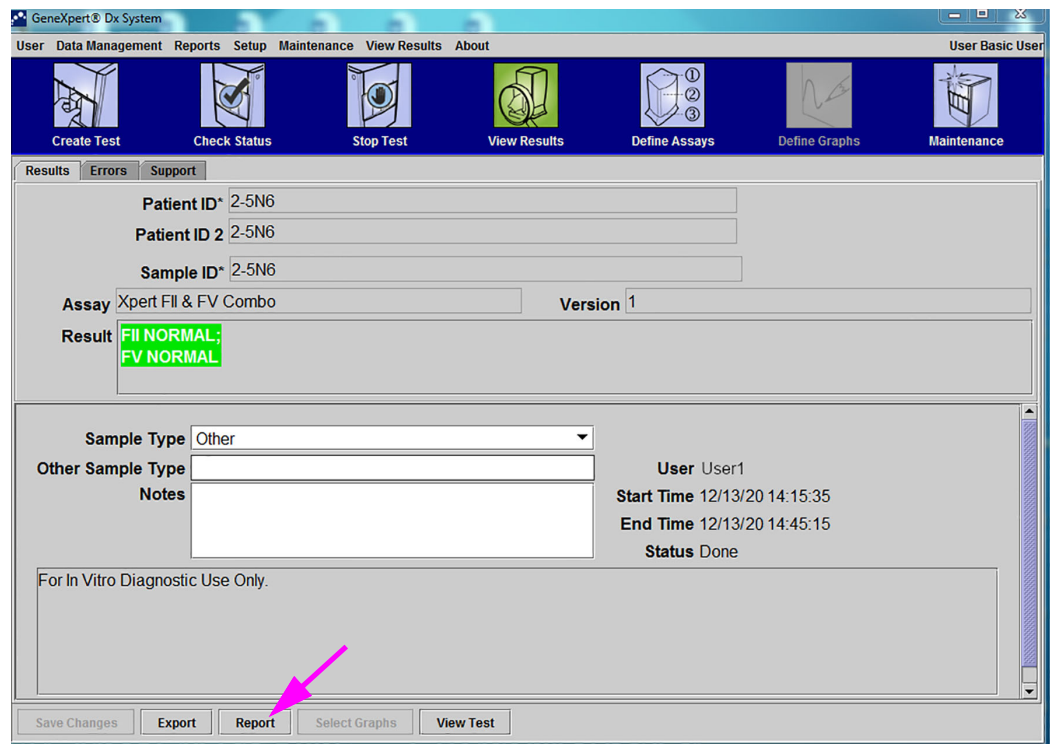 GeneXpert® Dx System
User Data Management Reports Setup Maintenance View Results About User Basic User
① ② ③
Create Test Check Status Stop Test View Results Define Assays Define Graphs Maintenance
Results Errors Support
Patient ID* 2-5N6
Patient ID 2 2-5N6
Sample ID* 2-5N6
Assay Xpert FII & FV Combo Version 1
Result FII NORMAL;
FV NORMAL
Sample Type Other
Other Sample Type User User1
Notes Start Time 12/13/20 14:15:35
End Time 12/13/20 14:45:15
Status Done
For In Vitro Diagnostic Use Only.
Save Changes Export Report Select Graphs View Test